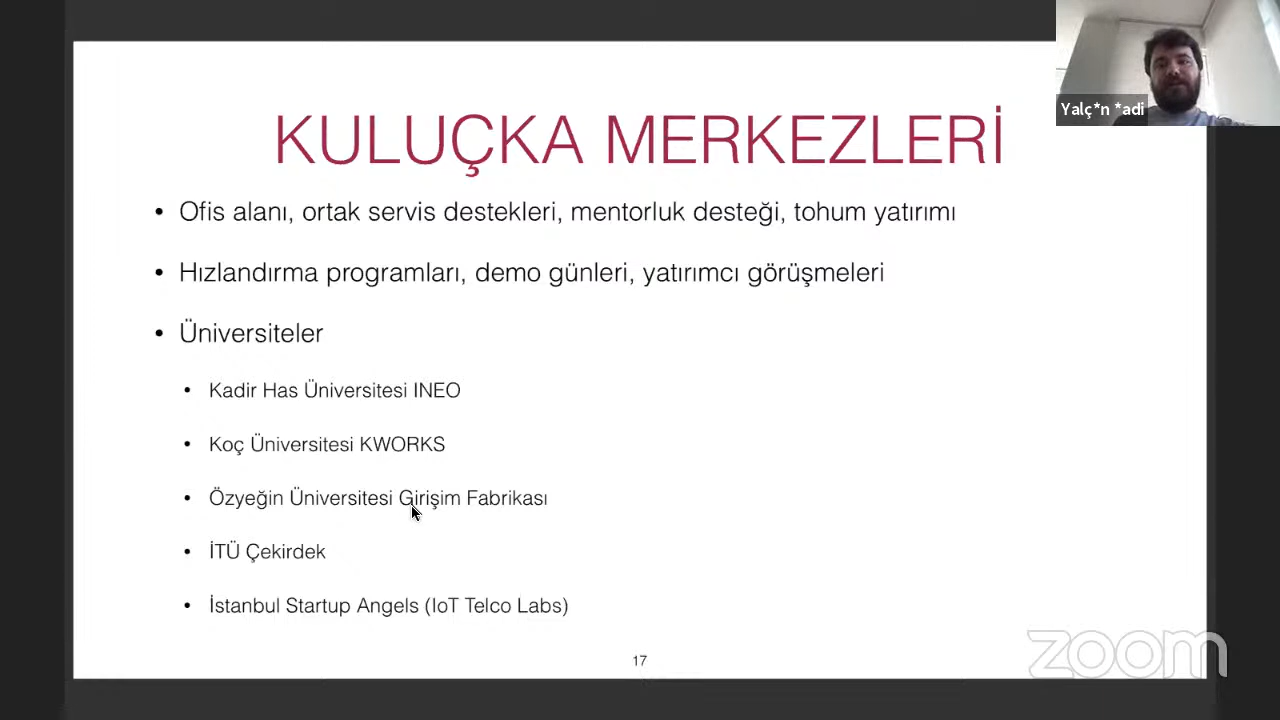 Yalç*n *adi
KULUÇKA MERKEZLERİ
• Ofis alanı, ortak servis destekleri, mentorluk desteği, tohum yatırımı
• Hızlandırma programları, demo günleri, yatırımcı görüşmeleri
• Üniversiteler
• Kadir Has Üniversitesi INEO
• Koç Üniversitesi KWORKS
• Özyeğin Üniversitesi Girişim Fabrikası
• İTÜ Çekirdek
• İstanbul Startup Angels (IoT Telco Labs)
17
zoom